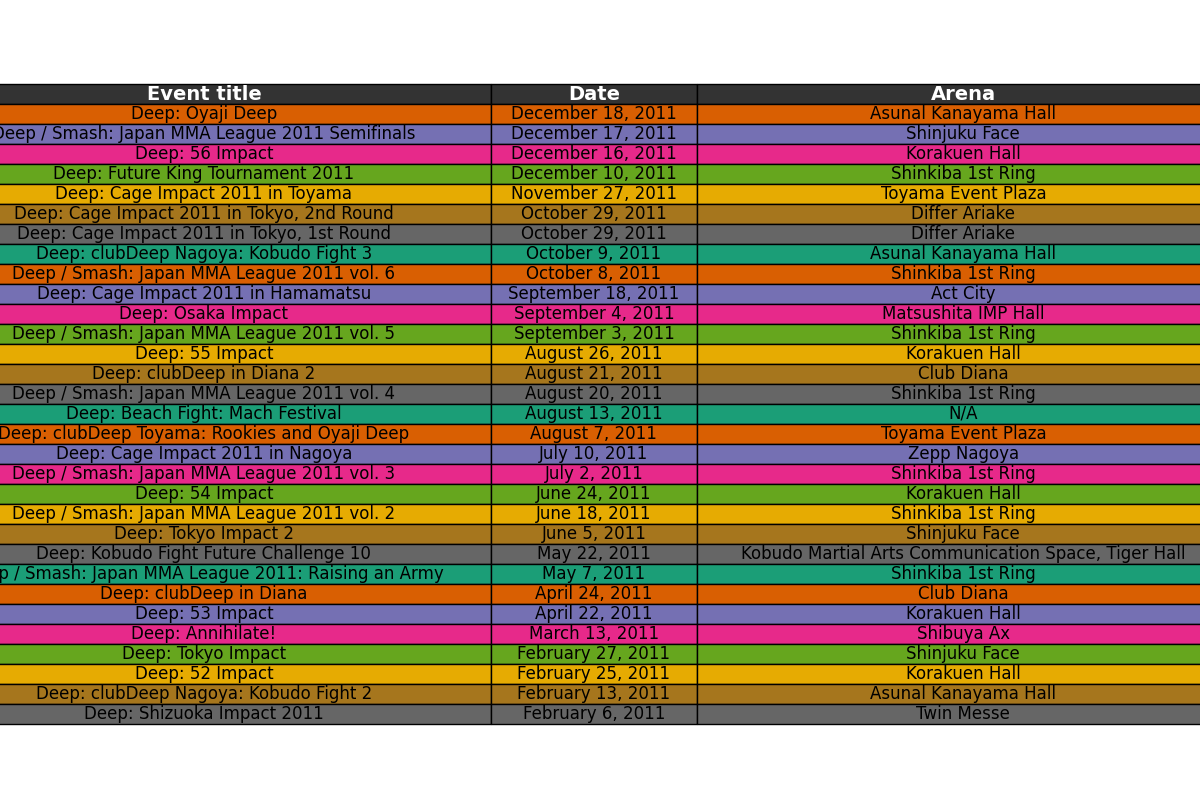 Event title Date Arena
Deep: Oyaji Deep December 18, 2011 Asunal Kanayama Hall
Deep / Smash: Japan MMA League 2011 Semifinals December 17, 2011 Shinjuku Face
Deep: 56 Impact December 16, 2011 Korakuen Hall
Deep: Future King Tournament 2011 December 10, 2011 Shinkiba 1st Ring
Deep: Cage Impact 2011 in Toyama November 27, 2011 Toyama Event Plaza
Deep: Cage Impact 2011 in Tokyo, 2nd Round October 29, 2011 Differ Ariake
Deep: Cage Impact 2011 in Tokyo, 1st Round October 29, 2011 Differ Ariake
Deep: clubDeep Nagoya: Kobudo Fight 3 October 9, 2011 Asunal Kanayama Hall
Deep / Smash: Japan MMA League 2011 vol. 6 October 8, 2011 Shinkiba 1st Ring
Deep: Cage Impact 2011 in Hamamatsu September 18, 2011 Act City
Deep: Osaka Impact September 4, 2011 Matsushita IMP Hall
Deep / Smash: Japan MMA League 2011 vol. 5 September 3, 2011 Shinkiba 1st Ring
Deep: 55 Impact August 26, 2011 Korakuen Hall
Deep: clubDeep in Diana 2 August 21, 2011 Club Diana
Deep / Smash: Japan MMA League 2011 vol. 4 August 20, 2011 Shinkiba 1st Ring
Deep: Beach Fight: Mach Festival August 13, 2011 N/A
Deep: clubDeep Toyama: Rookies and Oyaji Deep August 7, 2011 Toyama Event Plaza
Deep: Cage Impact 2011 in Nagoya July 10, 2011 Zepp Nagoya
Deep / Smash: Japan MMA League 2011 vol. 3 July 2, 2011 Shinkiba 1st Ring
Deep: 54 Impact June 24, 2011 Korakuen Hall
Deep / Smash: Japan MMA League 2011 vol. 2 June 18, 2011 Shinkiba 1st Ring
Deep: Tokyo Impact 2 June 5, 2011 Shinjuku Face
Deep: Kobudo Fight Future Challenge 10 May 22, 2011 Kobudo Martial Arts Communication Space, Tiger Hall
p / Smash: Japan MMA League 2011: Raising an Army May 7, 2011 Shinkiba 1st Ring
Deep: clubDeep in Diana April 24, 2011 Club Diana
Deep: 53 Impact April 22, 2011 Korakuen Hall
Deep: Annihilate! March 13, 2011 Shibuya Ax
Deep: Tokyo Impact February 27, 2011 Shinjuku Face
Deep: 52 Impact February 25, 2011 Korakuen Hall
Deep: clubDeep Nagoya: Kobudo Fight 2 February 13, 2011 Asunal Kanayama Hall
Deep: Shizuoka Impact 2011 February 6, 2011 Twin Messe